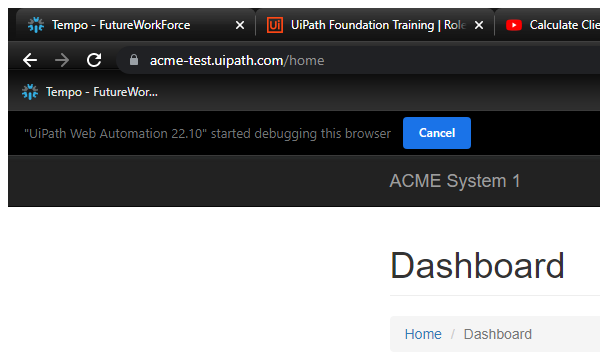 Tempo - FutureWorkForce
UiPath Foundation Training | Role
Calculate Clie
acme-test.uipath.com/home
Tempo - FutureWor...
"UiPath Web Automation 22.10" started debugging this browser
Cancel
ACME System 1
Dashboard
Home / Dashboard